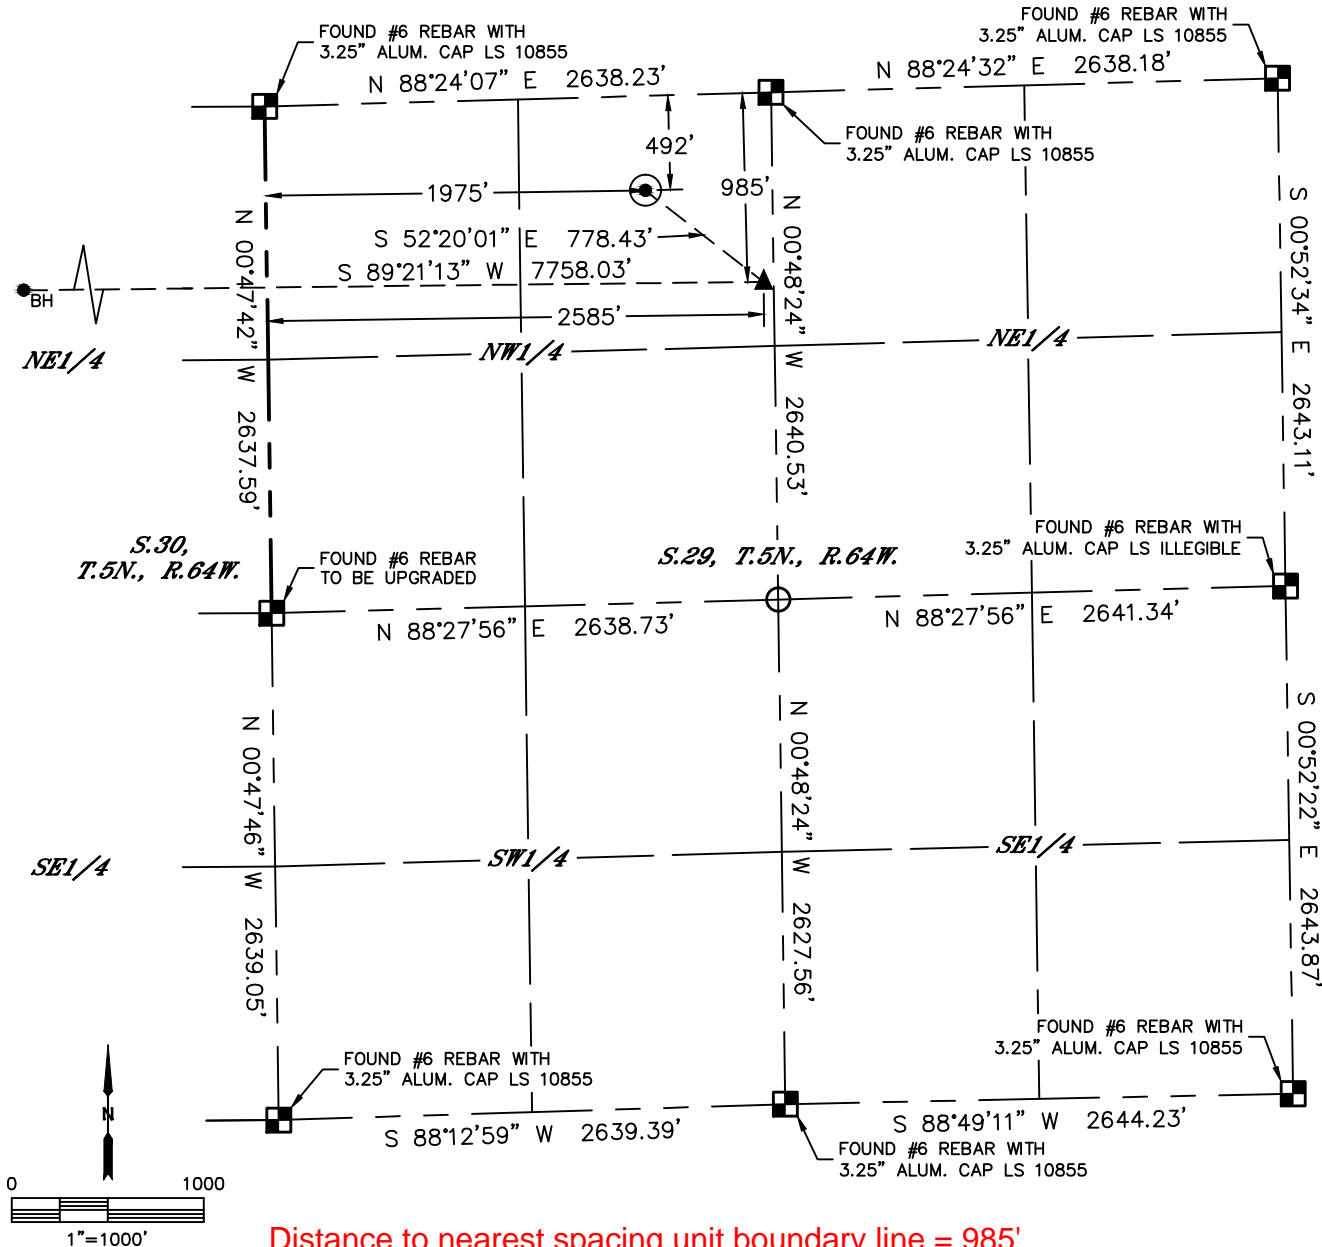 FOUND #6 REBAR WITH
3.25" ALUM. CAP LS 10855
FOUND #6 REBAR WITH
3.25" ALUM. CAP LS 10855
N 88°24'07" E 2638.23'
N 88°24'32" E 2638.18'
FOUND #6 REBAR WITH
3.25" ALUM. CAP LS 10855
492'
1975'
985'
N 00°47'42" W 2637.59'
N 00°48'24" W 2640.53'
S 00°52'34" E 2643.11'
S 52°20'01" E 778.43'
S 89°21'13" W 7758.03'
BH
2585'
NE1/4
NW1/4
NE1/4
S.30,
T.5N., R.64W.
FOUND #6 REBAR
TO BE UPGRADED
S.29, T.5N., R.64W.
FOUND #6 REBAR WITH
3.25" ALUM. CAP LS ILLEGIBLE
N 88°27'56" E 2638.73'
N 88°27'56" E 2641.34'
N 00°47'46" W 2639.05'
N 00°48'24" W 2627.56'
S 00°52'22" E 2643.87'
SE1/4
SW1/4
SE1/4
FOUND #6 REBAR WITH
3.25" ALUM. CAP LS 10855
FOUND #6 REBAR WITH
3.25" ALUM. CAP LS 10855
S 88°12'59" W 2639.39'
S 88°49'11" W 2644.23'
FOUND #6 REBAR WITH
3.25" ALUM. CAP LS 10855
N
0 1000
1"=1000'
Distance to nearest spacing unit boundary line = 985'